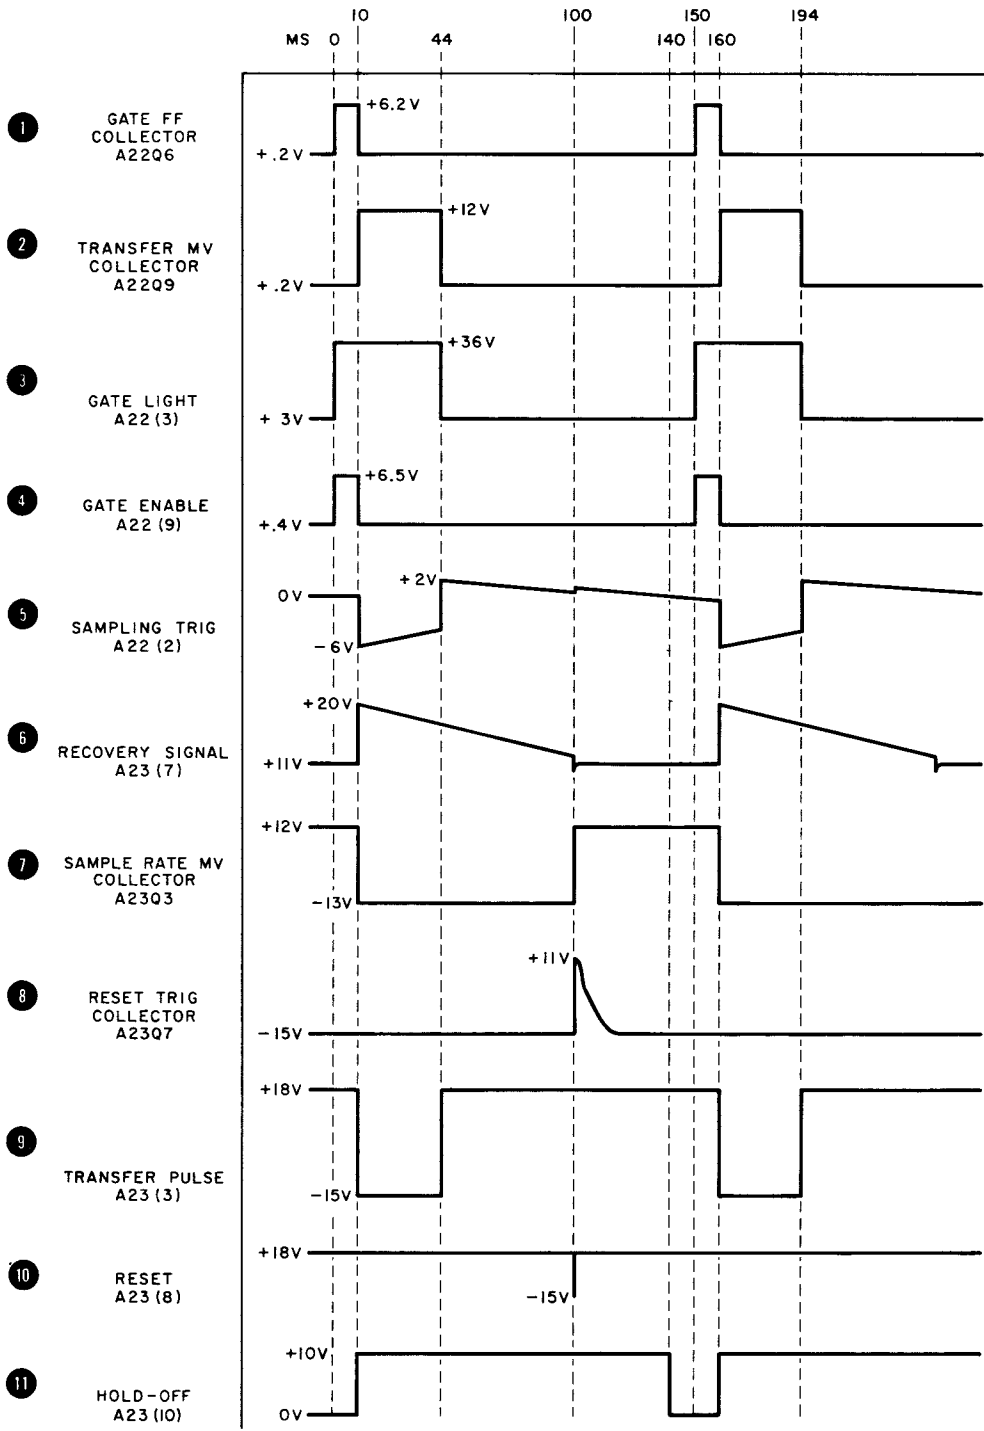 10 100 150 194
MS 0 44 140 160
1 GATE FF
COLLECTOR
A22Q6
+6.2V
+.2V
2 TRANSFER MV
COLLECTOR
A22Q9
+12V
+.2V
3 GATE LIGHT
A22(3)
+36V
+3V
4 GATE ENABLE
A22(9)
+6.5V
+.4V
5 SAMPLING TRIG
A22(2)
+2V
0V
-6V
6 RECOVERY SIGNAL
A23(7)
+20V
+11V
7 SAMPLE RATE MV
COLLECTOR
A23Q3
+12V
-13V
8 RESET TRIG
COLLECTOR
A23Q7
+11V
-15V
9 TRANSFER PULSE
A23(3)
+18V
-15V
10 RESET
A23(8)
+18V
-15V
11 HOLD-OFF
A23(10)
+10V
0V